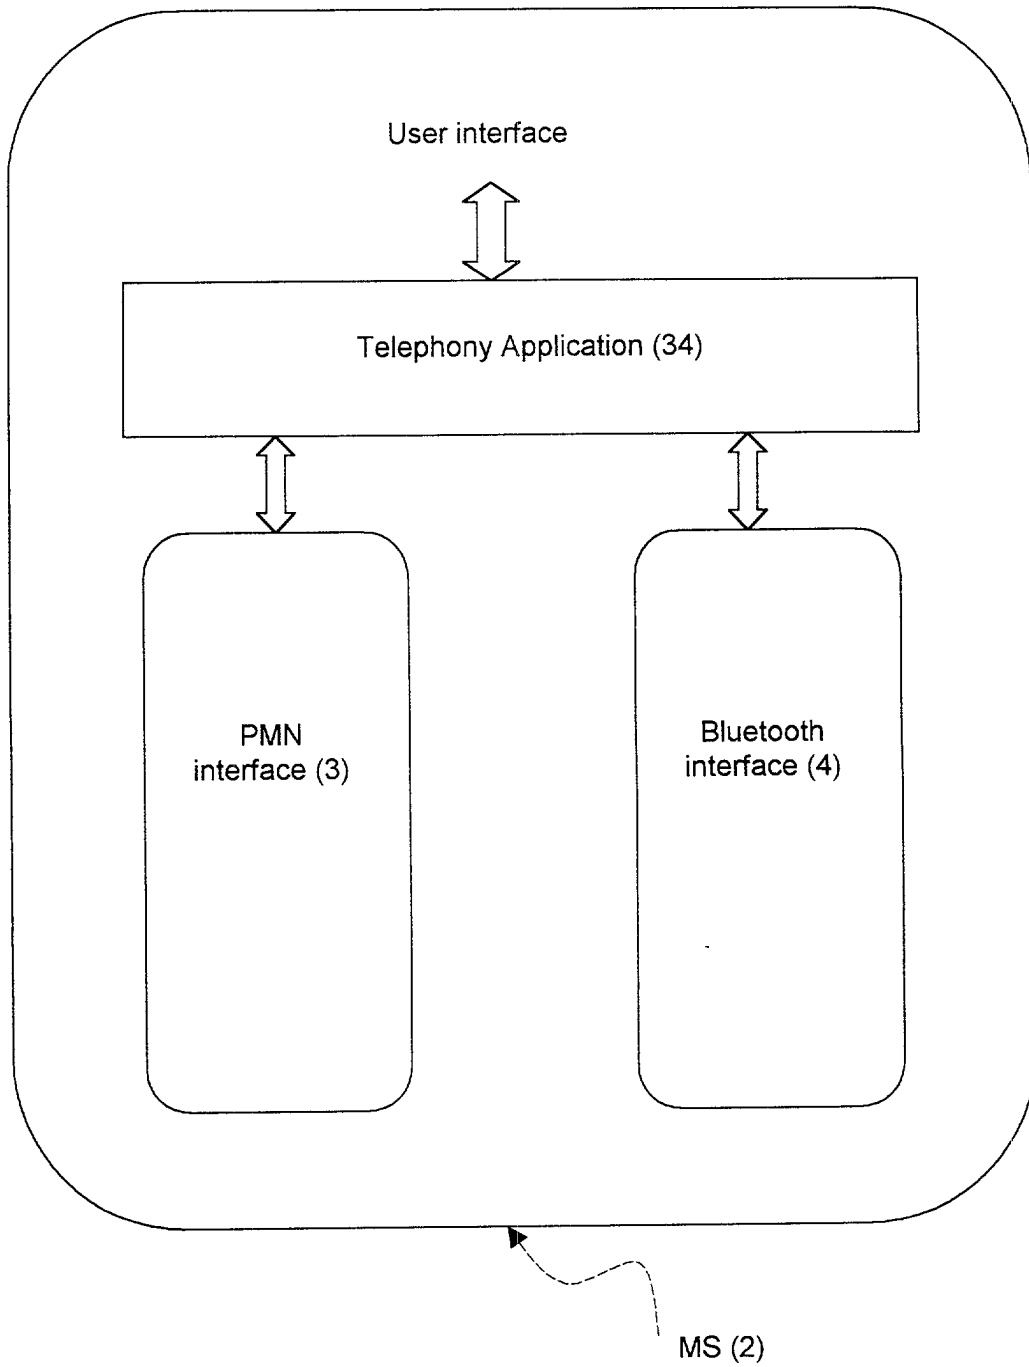 User interface
Telephony Application (34)
PMN
interface (3)
Bluetooth
interface (4)
MS (2)